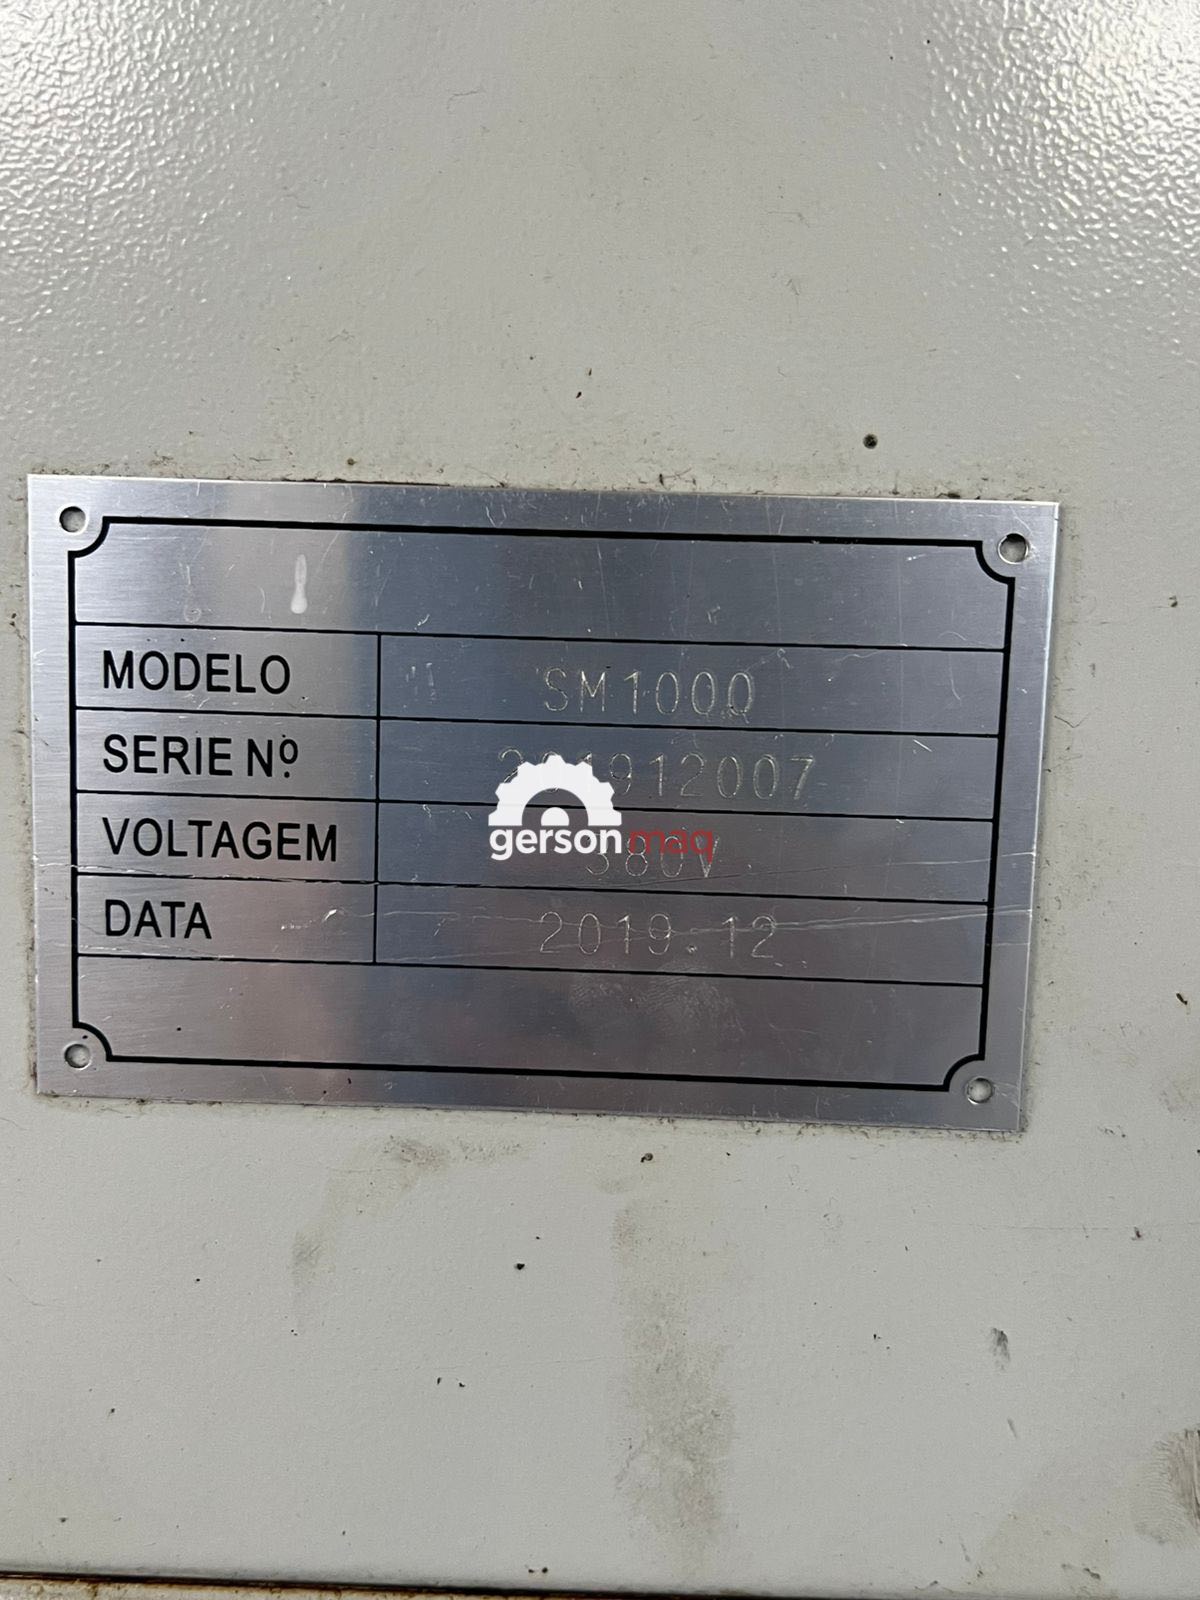 MODELO SM1000
SERIE Nº 201912007
VOLTAGEM 380V
DATA 2019.12
gersonmaq